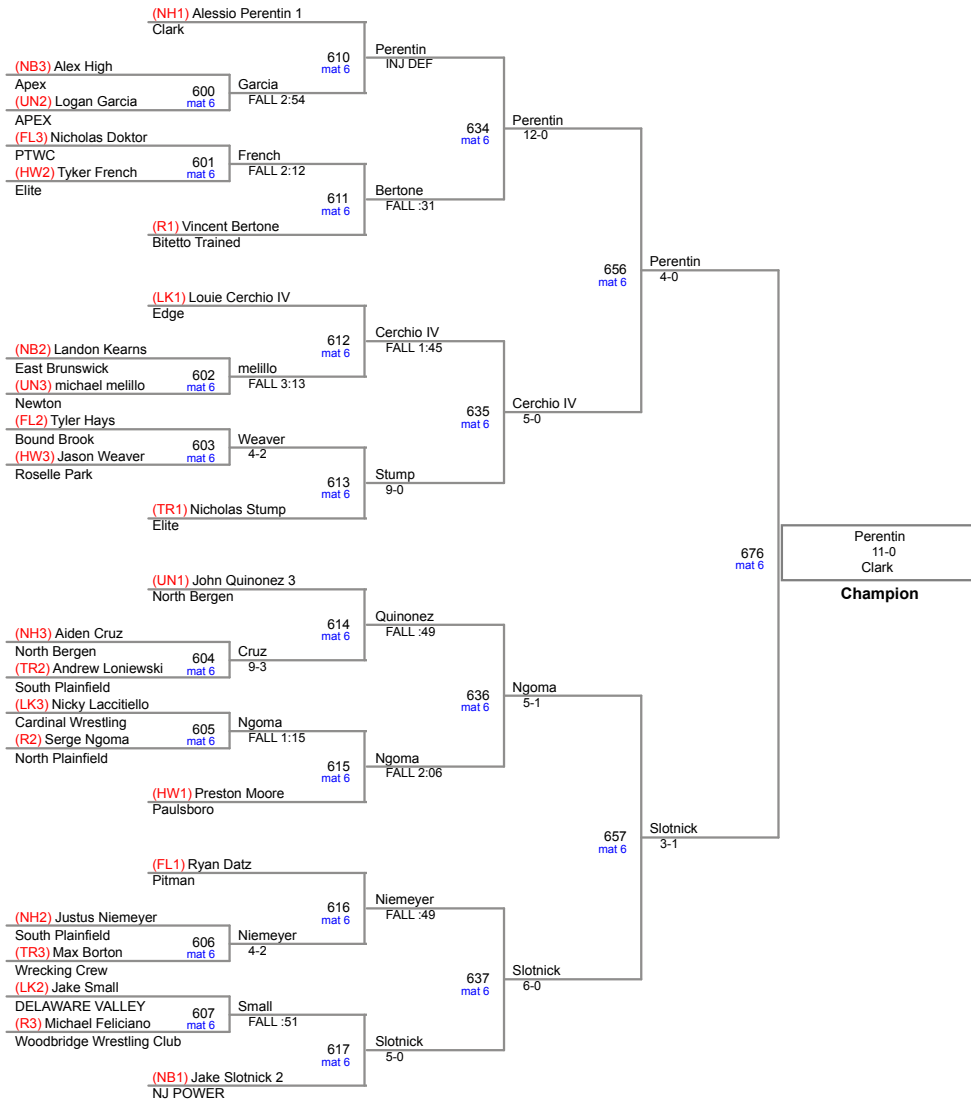 (NH1) Alessio Perentin 1
Clark
610
mat 6
Perentin
INJ DEF
(NB3) Alex High
Apex
600
mat 6
Garcia
FALL 2:54
(UN2) Logan Garcia
APEX
634
mat 6
Perentin
12-0
(FL3) Nicholas Doktor
PTWC
601
mat 6
French
FALL 2:12
(HW2) Tyker French
Elite
611
mat 6
Bertone
FALL :31
(R1) Vincent Bertone
Bitetto Trained
656
mat 6
Perentin
4-0
(LK1) Louie Cerchio IV
Edge
612
mat 6
Cerchio IV
FALL 1:45
(NB2) Landon Kearns
East Brunswick
602
mat 6
melillo
FALL 3:13
(UN3) michael melillo
Newton
635
mat 6
Cerchio IV
5-0
(FL2) Tyler Hays
Bound Brook
603
mat 6
Weaver
4-2
(HW3) Jason Weaver
Roselle Park
613
mat 6
Stump
9-0
(TR1) Nicholas Stump
Elite
676
mat 6
Perentin
11-0
Clark
Champion
(UN1) John Quinonez 3
North Bergen
614
mat 6
Quinonez
FALL :49
(NH3) Aiden Cruz
North Bergen
604
mat 6
Cruz
9-3
(TR2) Andrew Loniewski
South Plainfield
636
mat 6
Ngoma
5-1
(LK3) Nicky Laccitiello
Cardinal Wrestling
605
mat 6
Ngoma
FALL 1:15
(R2) Serge Ngoma
North Plainfield
615
mat 6
Ngoma
FALL 2:06
(HW1) Preston Moore
Paulsboro
657
mat 6
Slotnick
3-1
(FL1) Ryan Datz
Pitman
616
mat 6
Niemeyer
FALL :49
(NH2) Justus Niemeyer
South Plainfield
606
mat 6
Niemeyer
4-2
(TR3) Max Borton
Wrecking Crew
637
mat 6
Slotnick
6-0
(LK2) Jake Small
DELAWARE VALLEY
607
mat 6
Small
FALL :51
(R3) Michael Feliciano
Woodbridge Wrestling Club
617
mat 6
Slotnick
5-0
(NB1) Jake Slotnick 2
NJ POWER